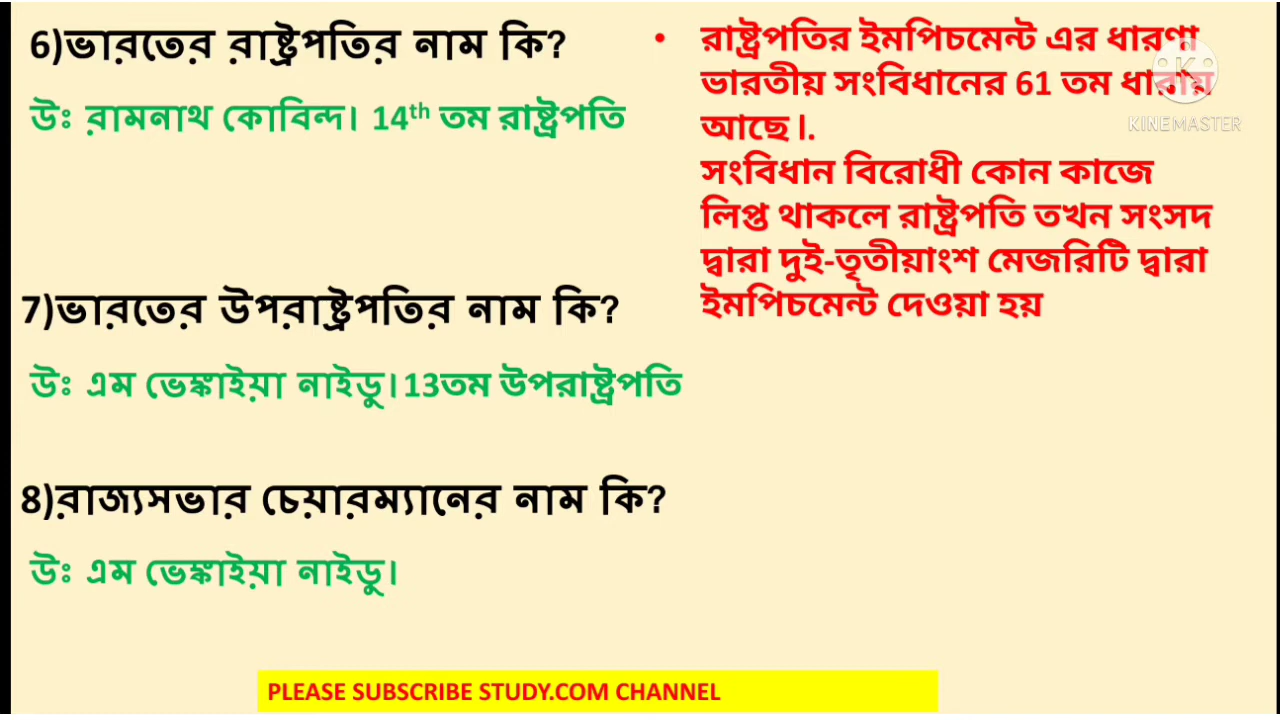 6)ভারতের রাষ্ট্রপতির নাম কি?
উঃ রামনাথ কোবিন্দ। 14th তম রাষ্ট্রপতি
7)ভারতের উপরাষ্ট্রপতির নাম কি?
উঃ এম ভেঙ্কাইয়া নাইডু।13তম উপরাষ্ট্রপতি
8)রাজ্যসভার চেয়ারম্যানের নাম কি?
উঃ এম ভেঙ্কাইয়া নাইডু।
• রাষ্ট্রপতির ইমপিচমেন্ট এর ধারণা
ভারতীয় সংবিধানের 61 তম ধারায়
আছে l.
সংবিধান বিরোধী কোন কাজে
লিপ্ত থাকলে রাষ্ট্রপতি তখন সংসদ
দ্বারা দুই-তৃতীয়াংশ মেজরিটি দ্বারা
ইমপিচমেন্ট দেওয়া হয়
K
KINEMASTER
PLEASE SUBSCRIBE STUDY.COM CHANNEL